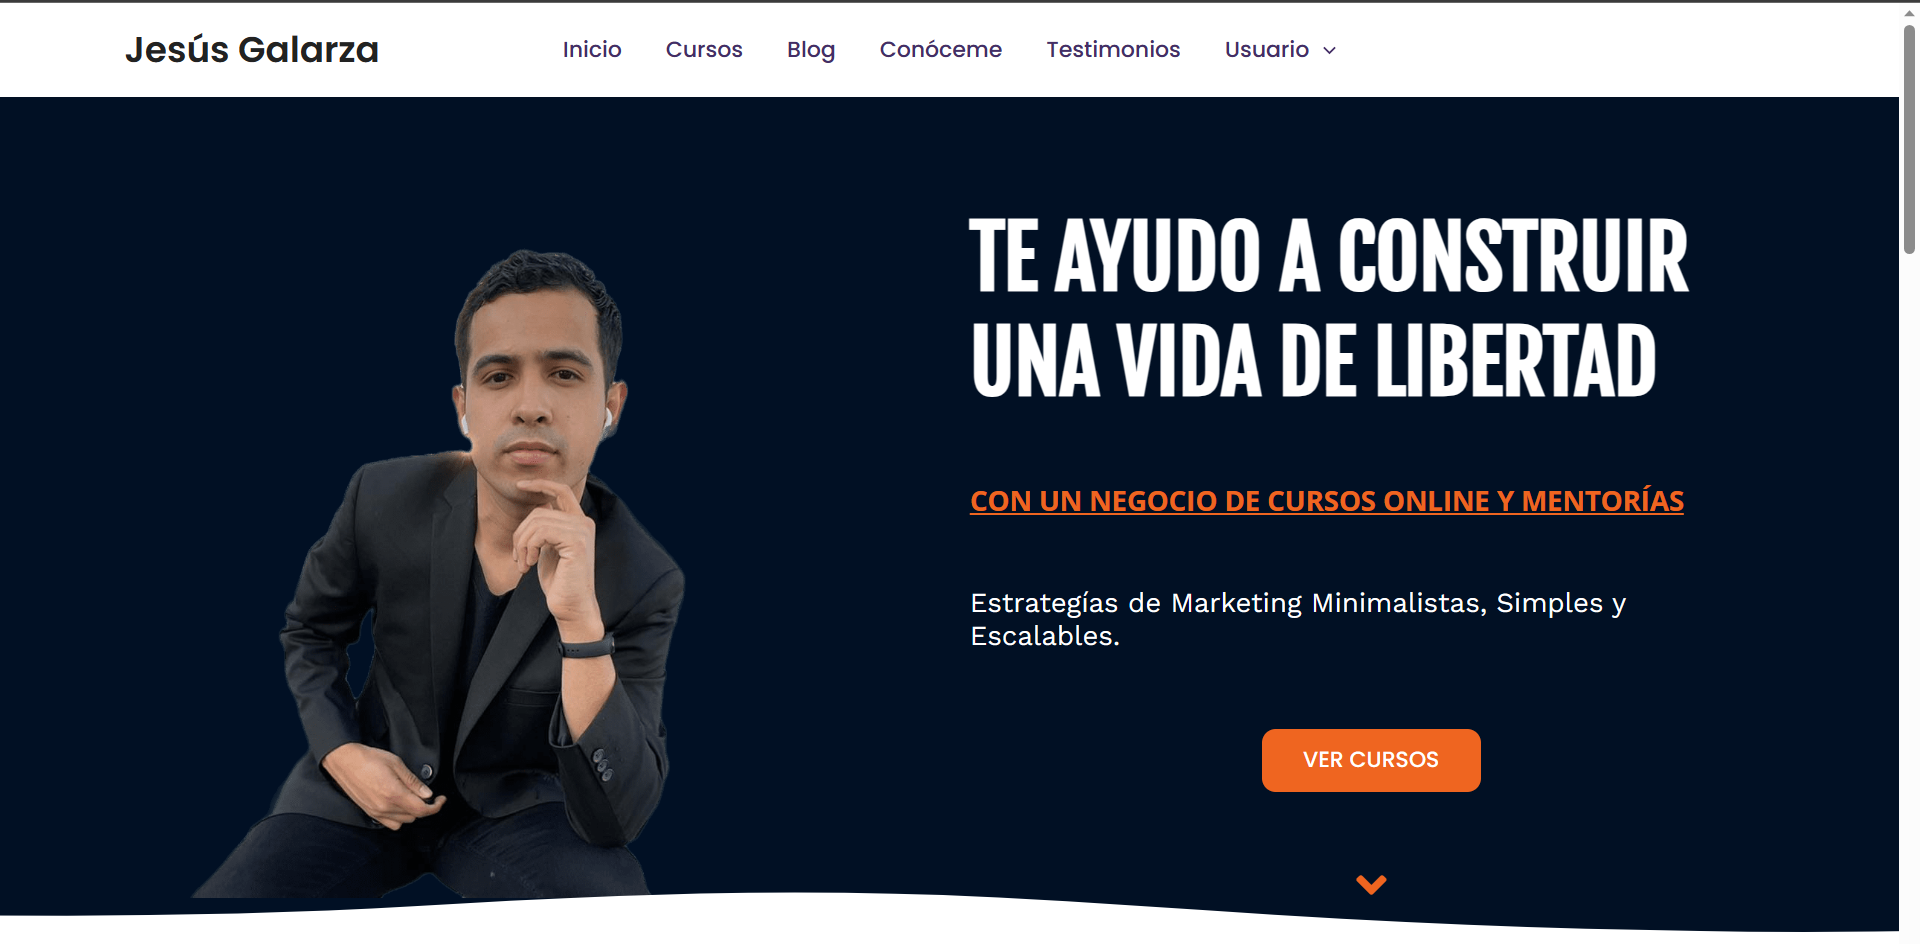 Jesús Galarza
Inicio
Cursos
Blog
Conóceme
Testimonios
Usuario
TE AYUDO A CONSTRUIR
UNA VIDA DE LIBERTAD
CON UN NEGOCIO DE CURSOS ONLINE Y MENTORÍAS
Estrategías de Marketing Minimalistas, Simples y
Escalables.
VER CURSOS